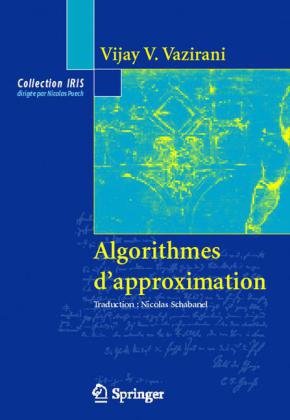 Vijay V. Vazirani
Collection IRIS
dirigée par Nicolas Puech
Algorithmes
d'approximation
Traduction : Nicolas Schabanel
Springer